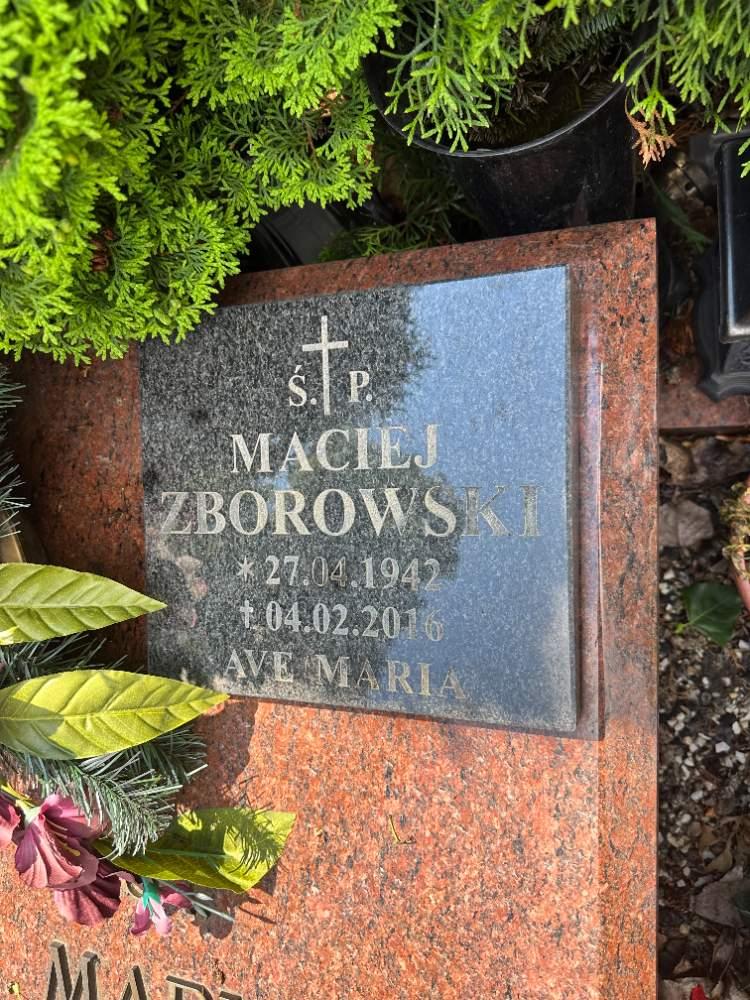 Ś. P.
MACIEJ
ZBOROWSKI
* 27.04.1942
† 04.02.2016
AVE MARIA